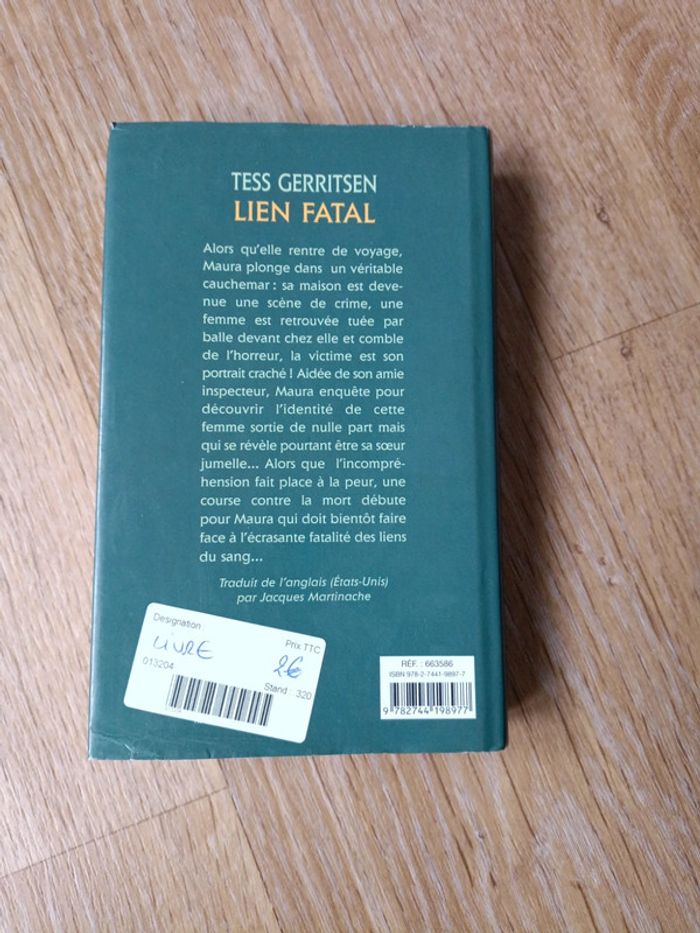 TESS GERRITSEN
LIEN FATAL
Alors qu'elle rentre de voyage,
Maura plonge dans un véritable
cauchemar : sa maison est deve-
nue une scène de crime, une
femme est retrouvée tuée par
balle devant chez elle et comble
de l'horreur, la victime est son
portrait craché ! Aidée de son amie
inspecteur, Maura enquête pour
découvrir l'identité de cette
femme sortie de nulle part mais
qui se révèle pourtant être sa sœur
jumelle... Alors que l'incompré-
hension fait place à la peur, une
course contre la mort débute
pour Maura qui doit bientôt faire
face à l'écrasante fatalité des liens
du sang...
Traduit de l'anglais (États-Unis)
par Jacques Martinache
Designation :
Prix TTC
LIVRE
2€
013204
Stand : 320
RÉF. : 663586
ISBN 978-2-7441-9897-7
9 782744 198977